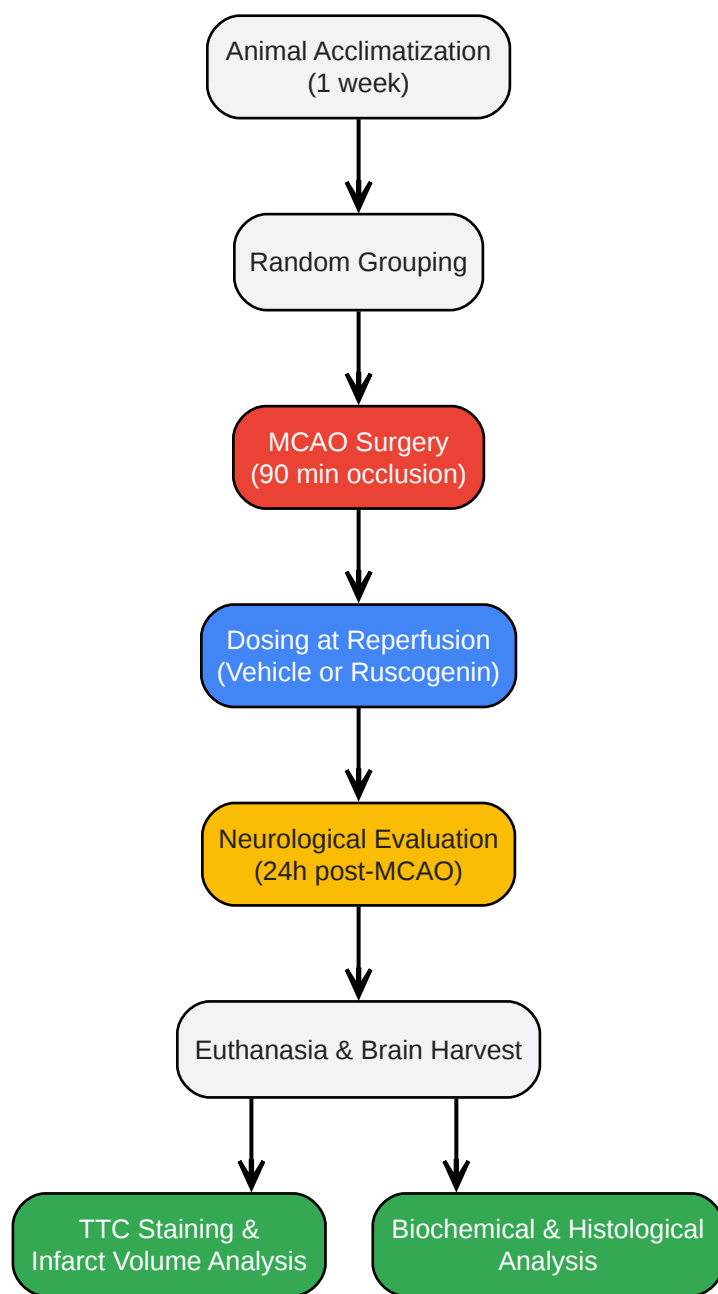 Animal Acclimatization
(1 week)
Random Grouping
MCAO Surgery
(90 min occlusion)
Dosing at Reperfusion
(Vehicle or Ruscogenin)
Neurological Evaluation
(24h post-MCAO)
Euthanasia & Brain Harvest
TTC Staining &
Infarct Volume Analysis
Biochemical & Histological
Analysis